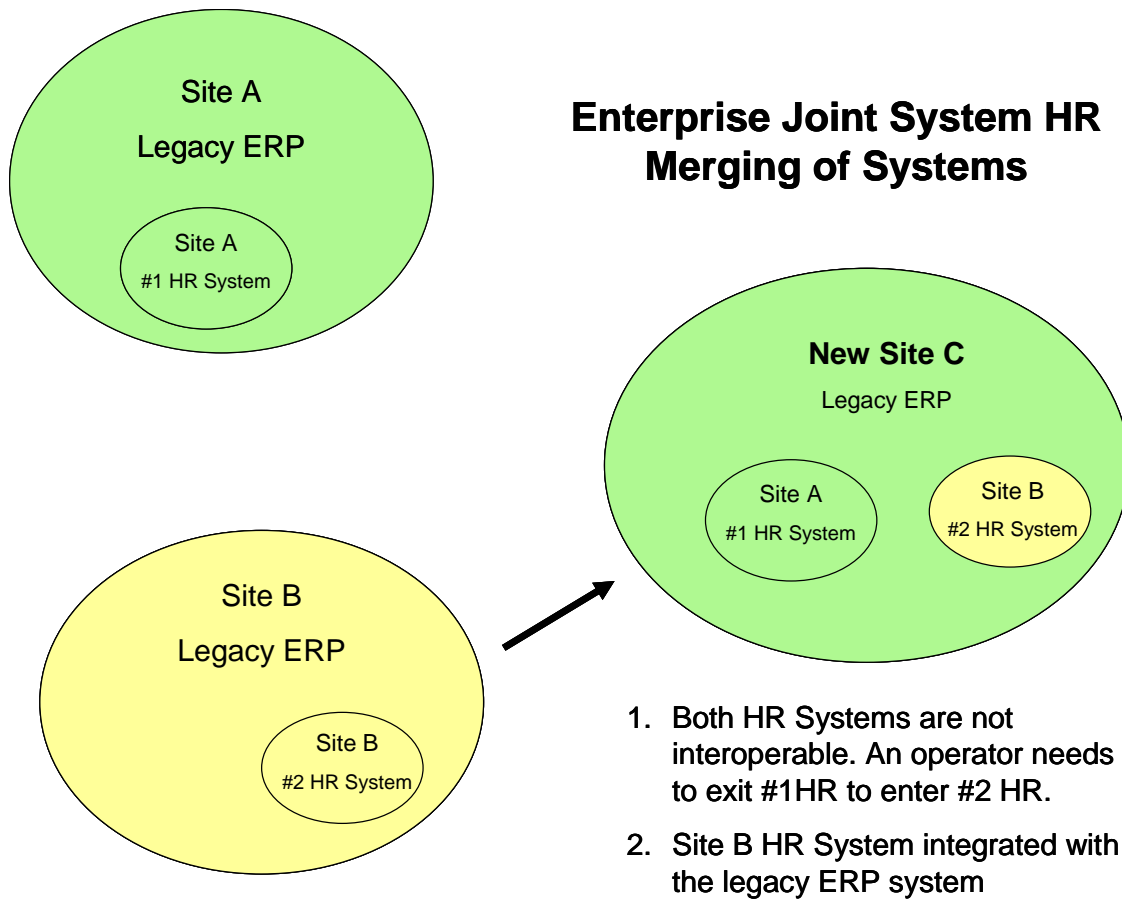 Site A
Legacy ERP
Site A
#1 HR System
Enterprise Joint System HR
Merging of Systems
New Site C
Legacy ERP
Site A
#1 HR System
Site B
#2 HR System
Site B
Legacy ERP
Site B
#2 HR System
1. Both HR Systems are not
interoperable. An operator needs
to exit #1HR to enter #2 HR.
2. Site B HR System integrated with
the legacy ERP system